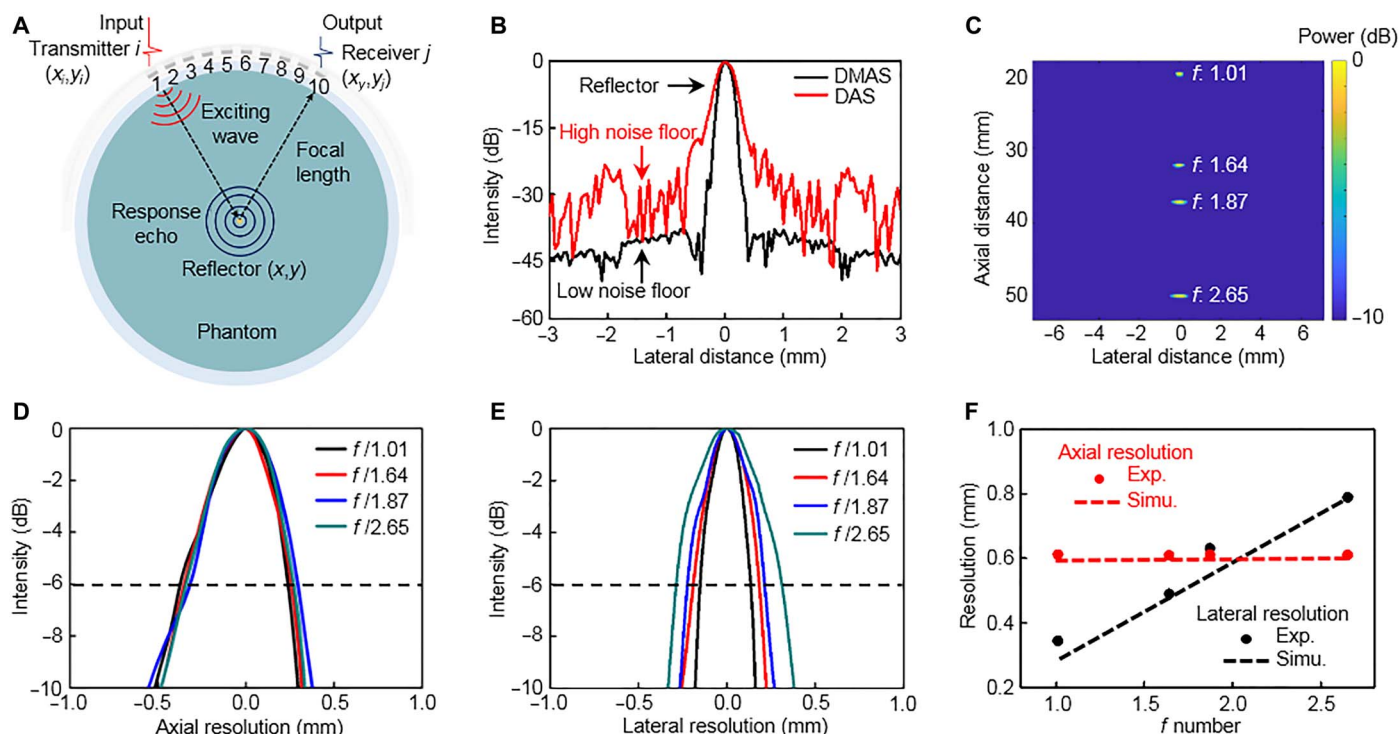 A
Input
Transmitter i
(xi,yi)
Output
Receiver j
(xy,yj)
1 2 3 4 5 6 7 8 9 10
Exciting
wave
Focal
length
Response
echo
Reflector (x,y)
Phantom
B
Intensity (dB)
0
−15
−30
−45
−60
Reflector
DMAS
DAS
High noise floor
Low noise floor
−3 −2 −1 0 1 2 3
Lateral distance (mm)
C
Power (dB)
0
−10
Axial distance (mm)
20
30
40
50
f: 1.01
f: 1.64
f: 1.87
f: 2.65
−6 −4 −2 0 2 4 6
Lateral distance (mm)
D
Intensity (dB)
0
−2
−4
−6
−8
−10
f /1.01
f /1.64
f /1.87
f /2.65
−1.0 −0.5 0.0 0.5 1.0
Axial resolution (mm)
E
Intensity (dB)
0
−2
−4
−6
−8
−10
f /1.01
f /1.64
f /1.87
f /2.65
−1.0 −0.5 0.0 0.5 1.0
Lateral resolution (mm)
F
Resolution (mm)
1.0
0.8
0.6
0.4
0.2
Axial resolution
Exp.
Simu.
Lateral resolution
Exp.
Simu.
1.0 1.5 2.0 2.5
f number